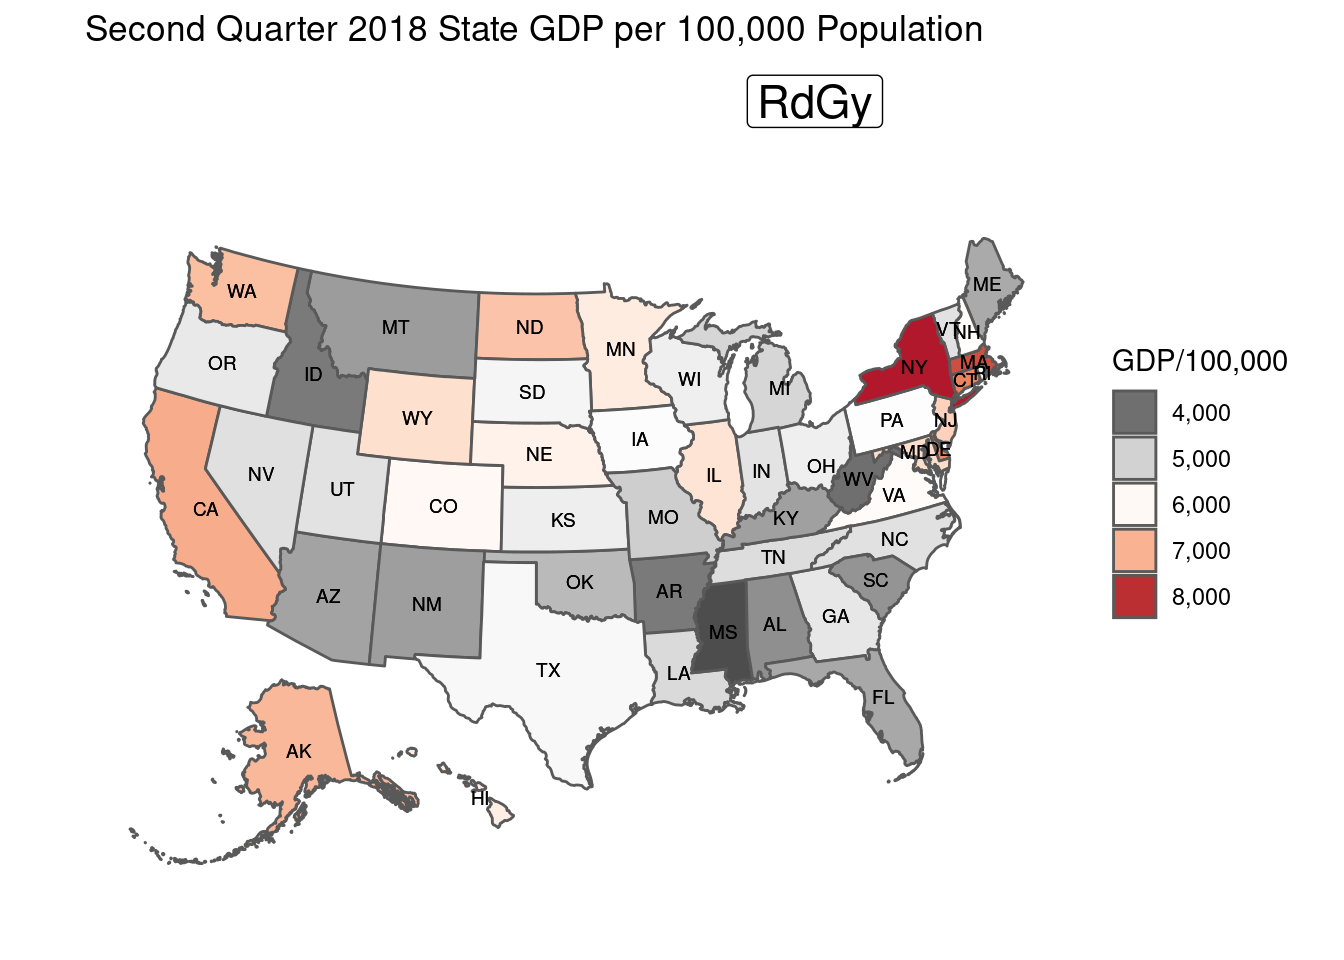 Second Quarter 2018 State GDP per 100,000 Population
RdGy
ME
WA
MT
ND
MN
VT
NH
OR
ID
SD
WI
MI
NY
MA
CT
RI
WY
IA
PA
NJ
NE
IL
IN
OH
MD
DE
NV
UT
CO
KS
MO
WV
VA
CA
KY
NC
AZ
NM
OK
AR
TN
SC
MS
AL
GA
TX
LA
FL
AK
HI
GDP/100,000
4,000
5,000
6,000
7,000
8,000